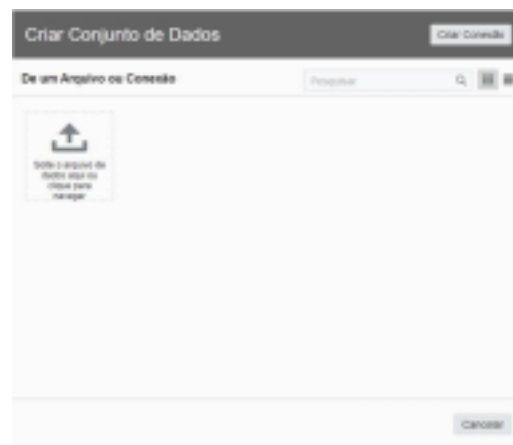 Criar Conjunto de Dados
Criar Conexão
De um Arquivo ou Conexão
Pesquisar
Solte o arquivo de
dados aqui ou
clique para
navegar
Cancelar